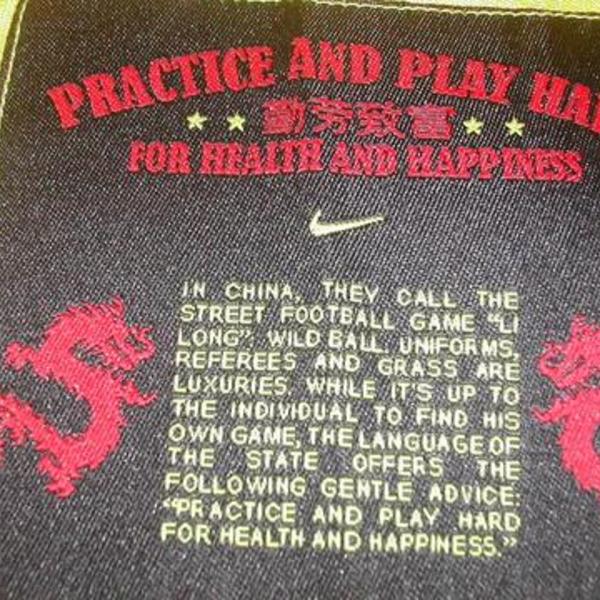 PRACTICE AND PLAY HA
勤劳致富
FOR HEALTH AND HAPPINESS
IN CHINA, THEY CALL THE
STREET FOOTBALL GAME "LI
LONG": WILD BALL. UNIFORMS,
REFEREES AND GRASS ARE
LUXURIES. WHILE IT'S UP TO
THE INDIVIDUAL TO FIND HIS
OWN GAME, THE LANGUAGE OF
THE STATE OFFERS THE
FOLLOWING GENTLE ADVICE:
"PRACTICE AND PLAY HARD
FOR HEALTH AND HAPPINESS."